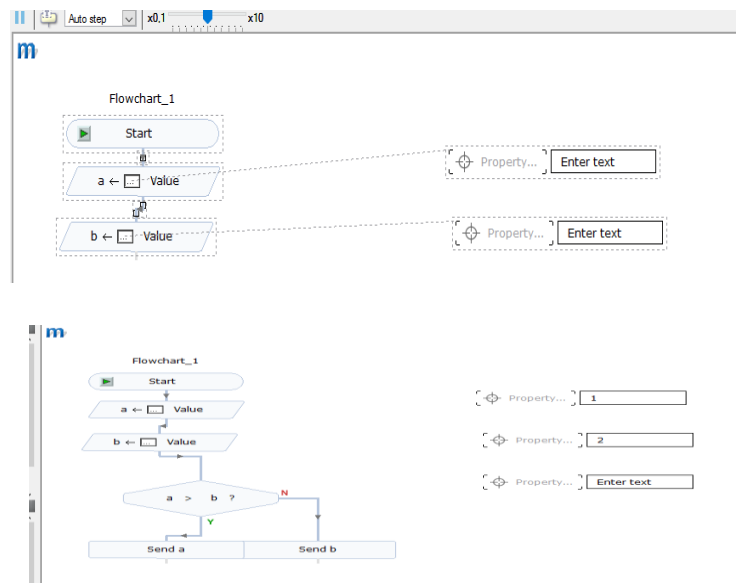 Auto step x0,1 x10
m
Flowchart_1
Start
a ← Value
Property... Enter text
b ← Value
Property... Enter text
m
Flowchart_1
Start
a ← Value
Property... 1
b ← Value
Property... 2
Property... Enter text
a > b ?
N
Y
Send a Send b